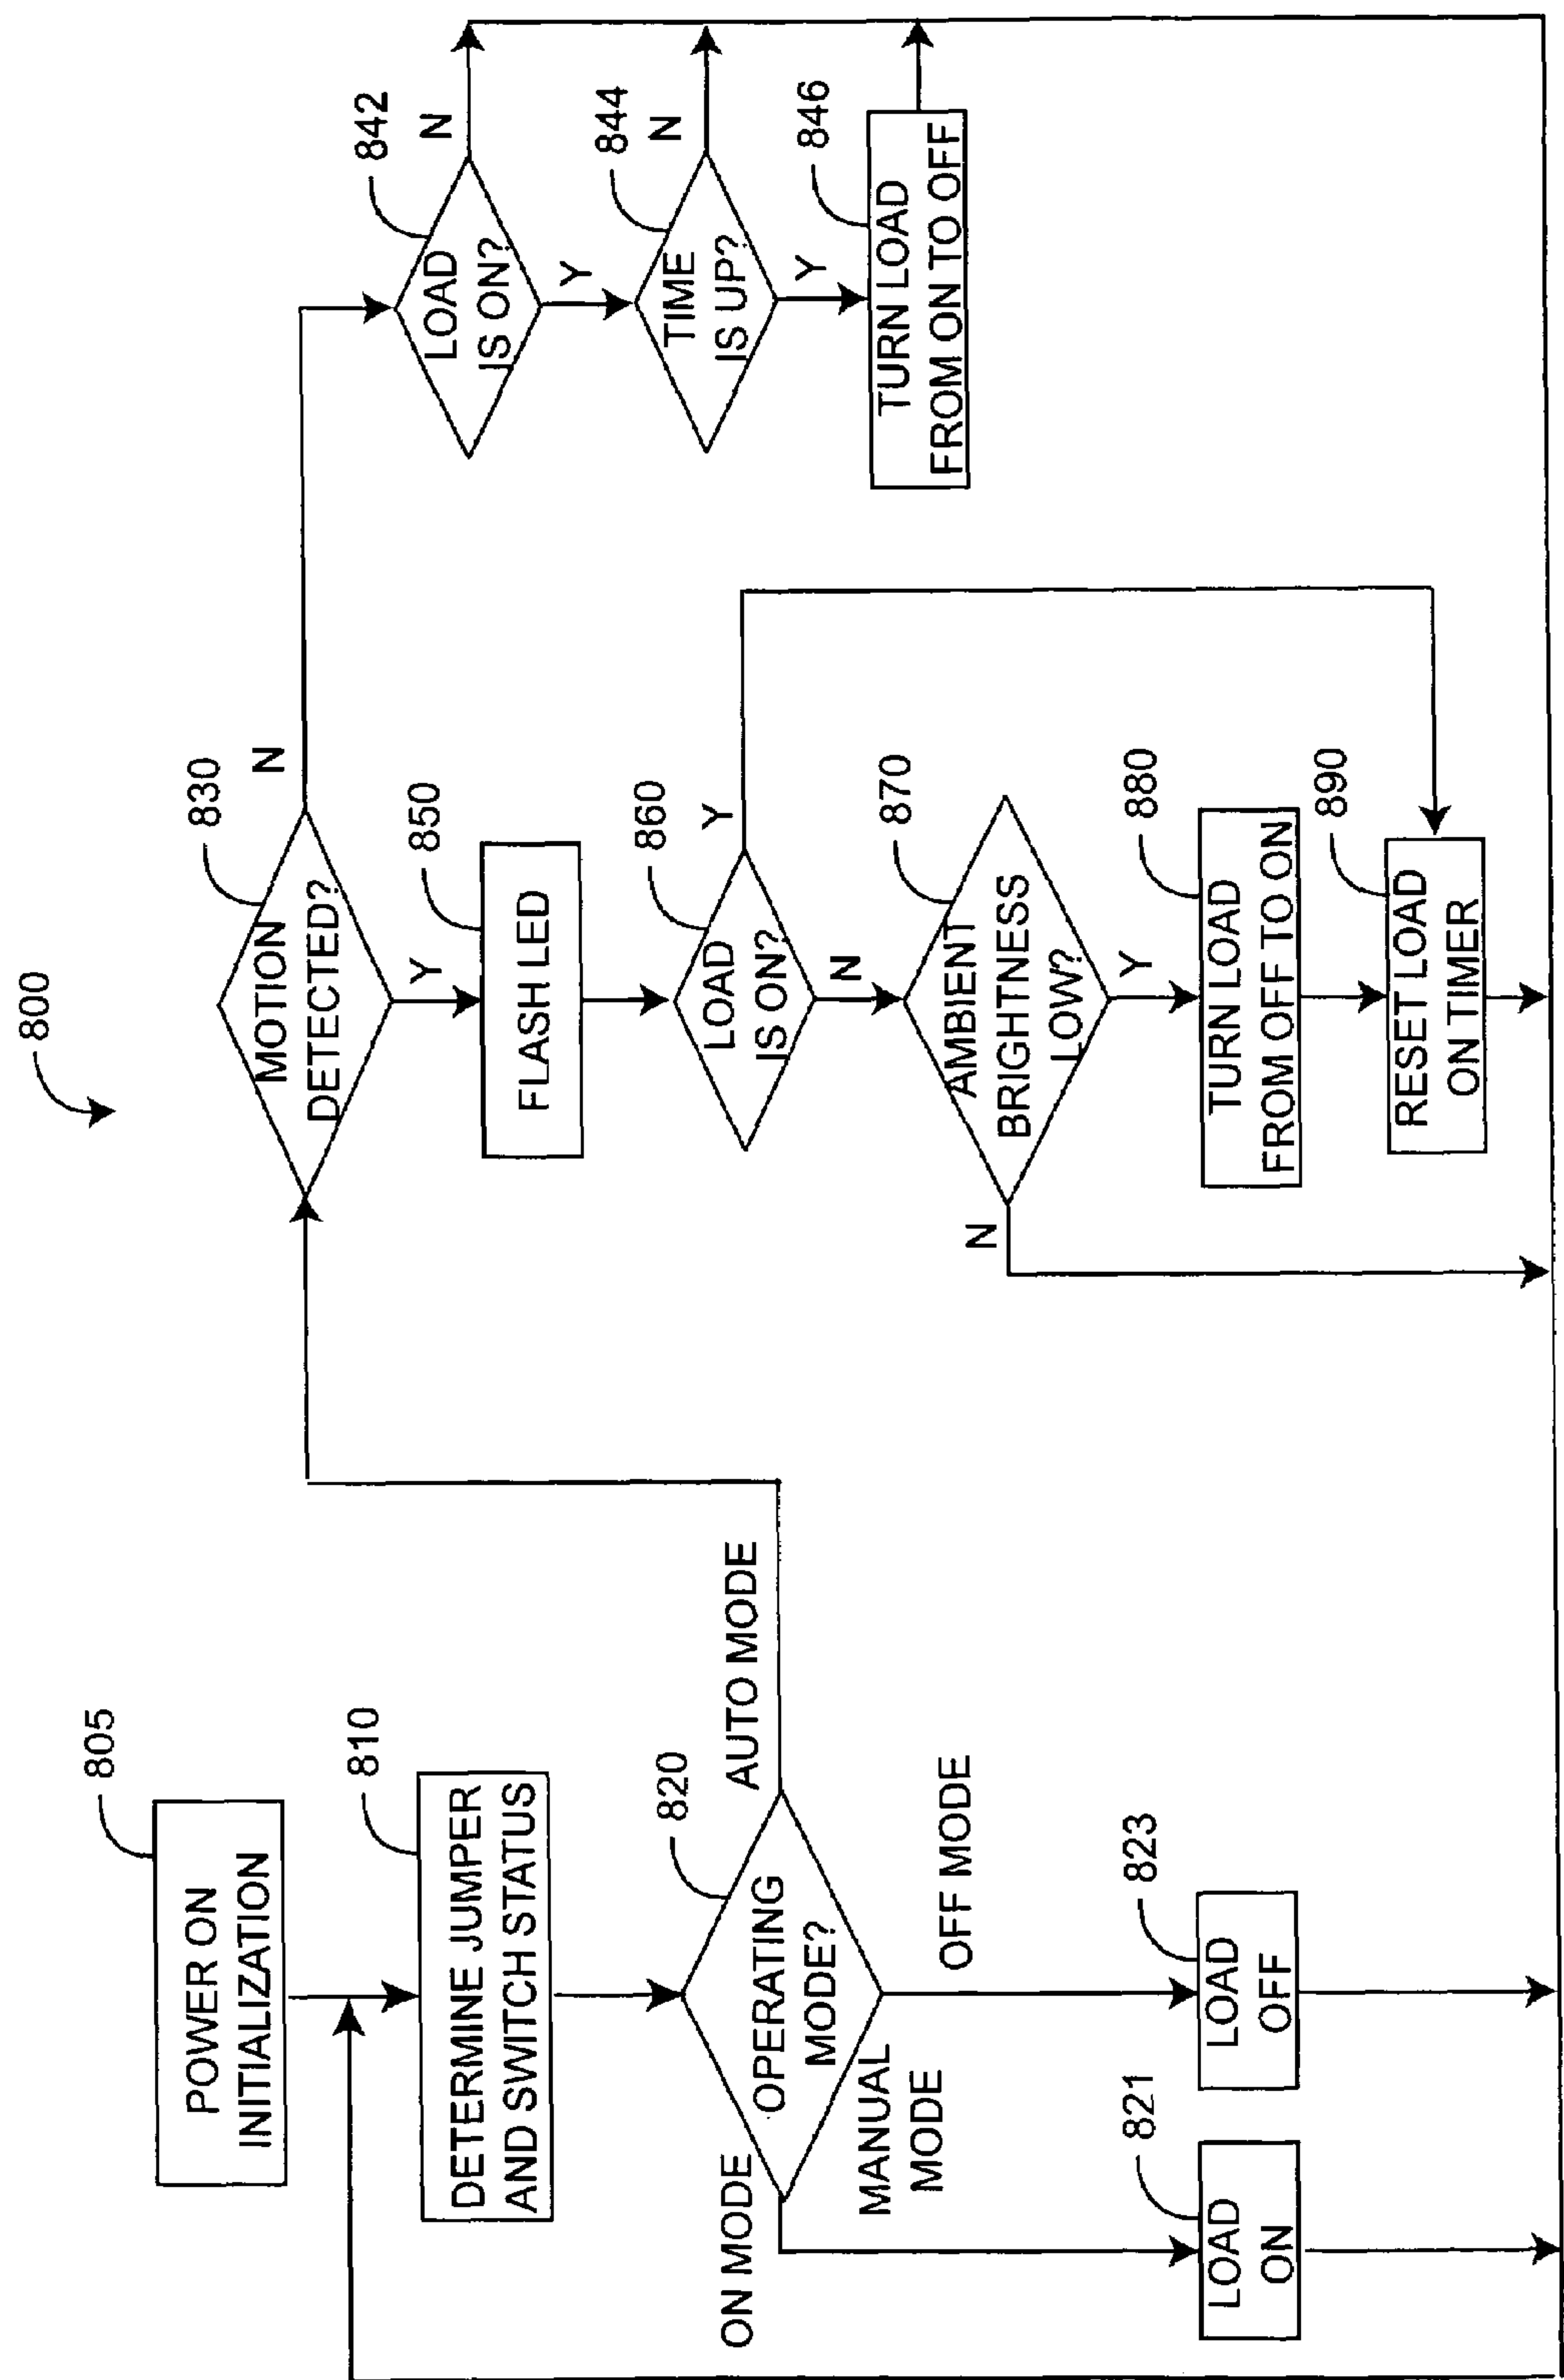 800
805
POWER ON
INITIALIZATION
810
DETERMINE JUMPER
AND SWITCH STATUS
820
OPERATING
MODE?
ON MODE
MANUAL
MODE
OFF MODE
AUTO MODE
821
LOAD
ON
823
LOAD
OFF
830
MOTION
DETECTED?
N
Y
850
FLASH LED
860
LOAD
IS ON?
Y
N
870
AMBIENT
BRIGHTNESS
LOW?
N
Y
880
TURN LOAD
FROM OFF TO ON
890
RESET LOAD
ON TIMER
842
LOAD
IS ON?
N
Y
844
TIME
IS UP?
N
Y
846
TURN LOAD
FROM ON TO OFF